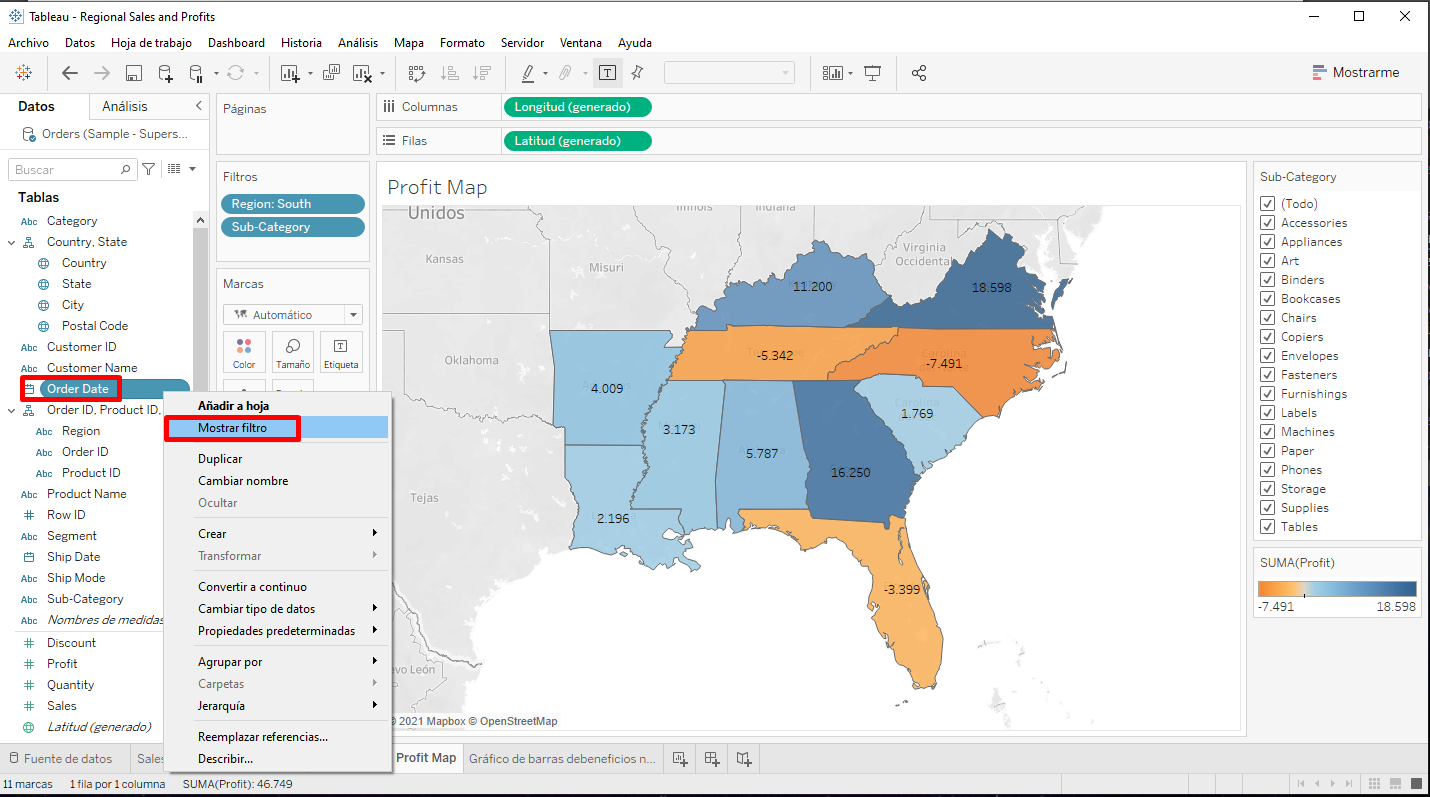 Tableau - Regional Sales and Profits
Archivo Datos Hoja de trabajo Dashboard Historia Análisis Mapa Formato Servidor Ventana Ayuda
Mostrarme
Datos Análisis
Orders (Sample - Supers...
Buscar
Tablas
Abc Category
Country, State
Country
State
City
Postal Code
Abc Customer ID
Abc Customer Name
Order Date
Order ID, Product ID,
Abc Region
Abc Order ID
Abc Product ID
Abc Product Name
Row ID
Abc Segment
Ship Date
Abc Ship Mode
Abc Sub-Category
Abc Nombres de medidas
Discount
Profit
Quantity
Sales
Latitud (generado)
Añadir a hoja
Mostrar filtro
Duplicar
Cambiar nombre
Ocultar
Crear
Transformar
Convertir a continuo
Cambiar tipo de datos
Propiedades predeterminadas
Agrupar por
Carpetas
Jerarquía
Reemplazar referencias...
Describir...
Páginas
Filtros
Region: South
Sub-Category
Marcas
Automático
Color Tamaño Etiqueta
Columnas Longitud (generado)
Filas Latitud (generado)
Profit Map
Unidos
Illinois
Indiana
Kansas
Misuri
Virginia
Occidental
Oklahoma
Tejas
Carolina
Carolina
evo León
11.200
18.598
-5.342
-7.491
4.009
1.769
3.173
5.787
16.250
2.196
-3.399
© 2021 Mapbox © OpenStreetMap
Sub-Category
(Todo)
Accessories
Appliances
Art
Binders
Bookcases
Chairs
Copiers
Envelopes
Fasteners
Furnishings
Labels
Machines
Paper
Phones
Storage
Supplies
Tables
SUMA(Profit)
-7.491 18.598
Fuente de datos Sales Profit Map Gráfico de barras debeneficios n...
11 marcas 1 fila por 1 columna SUMA(Profit): 46.749